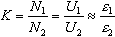 K = N₁/N₂ = U₁/U₂ ≈ ε₁/ε₂